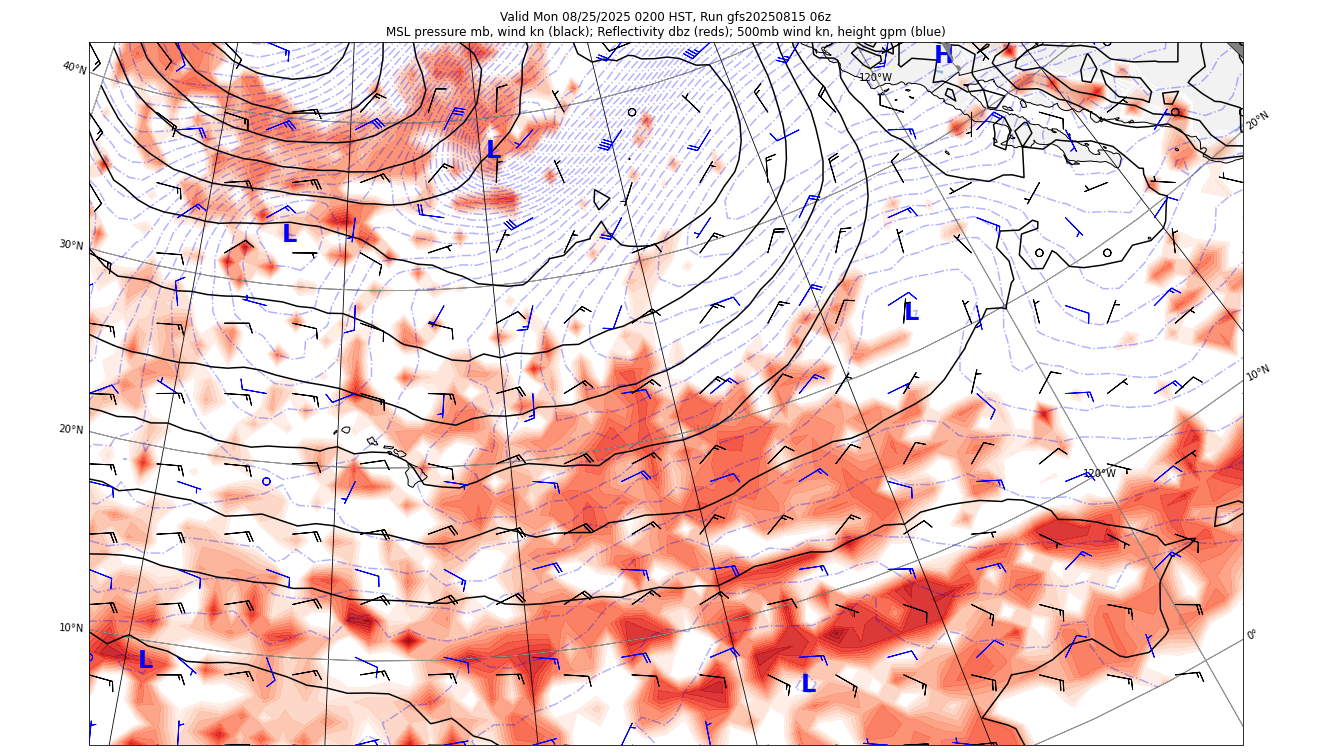 Valid Mon 08/25/2025 0200 HST, Run gfs20250815 06z
MSL pressure mb, wind kn (black); Reflectivity dbz (reds); 500mb wind kn, height gpm (blue)
H
120°W
40°N
20°N
L
L
30°N
L
10°N
20°N
120°W
10°N
0°
L
L